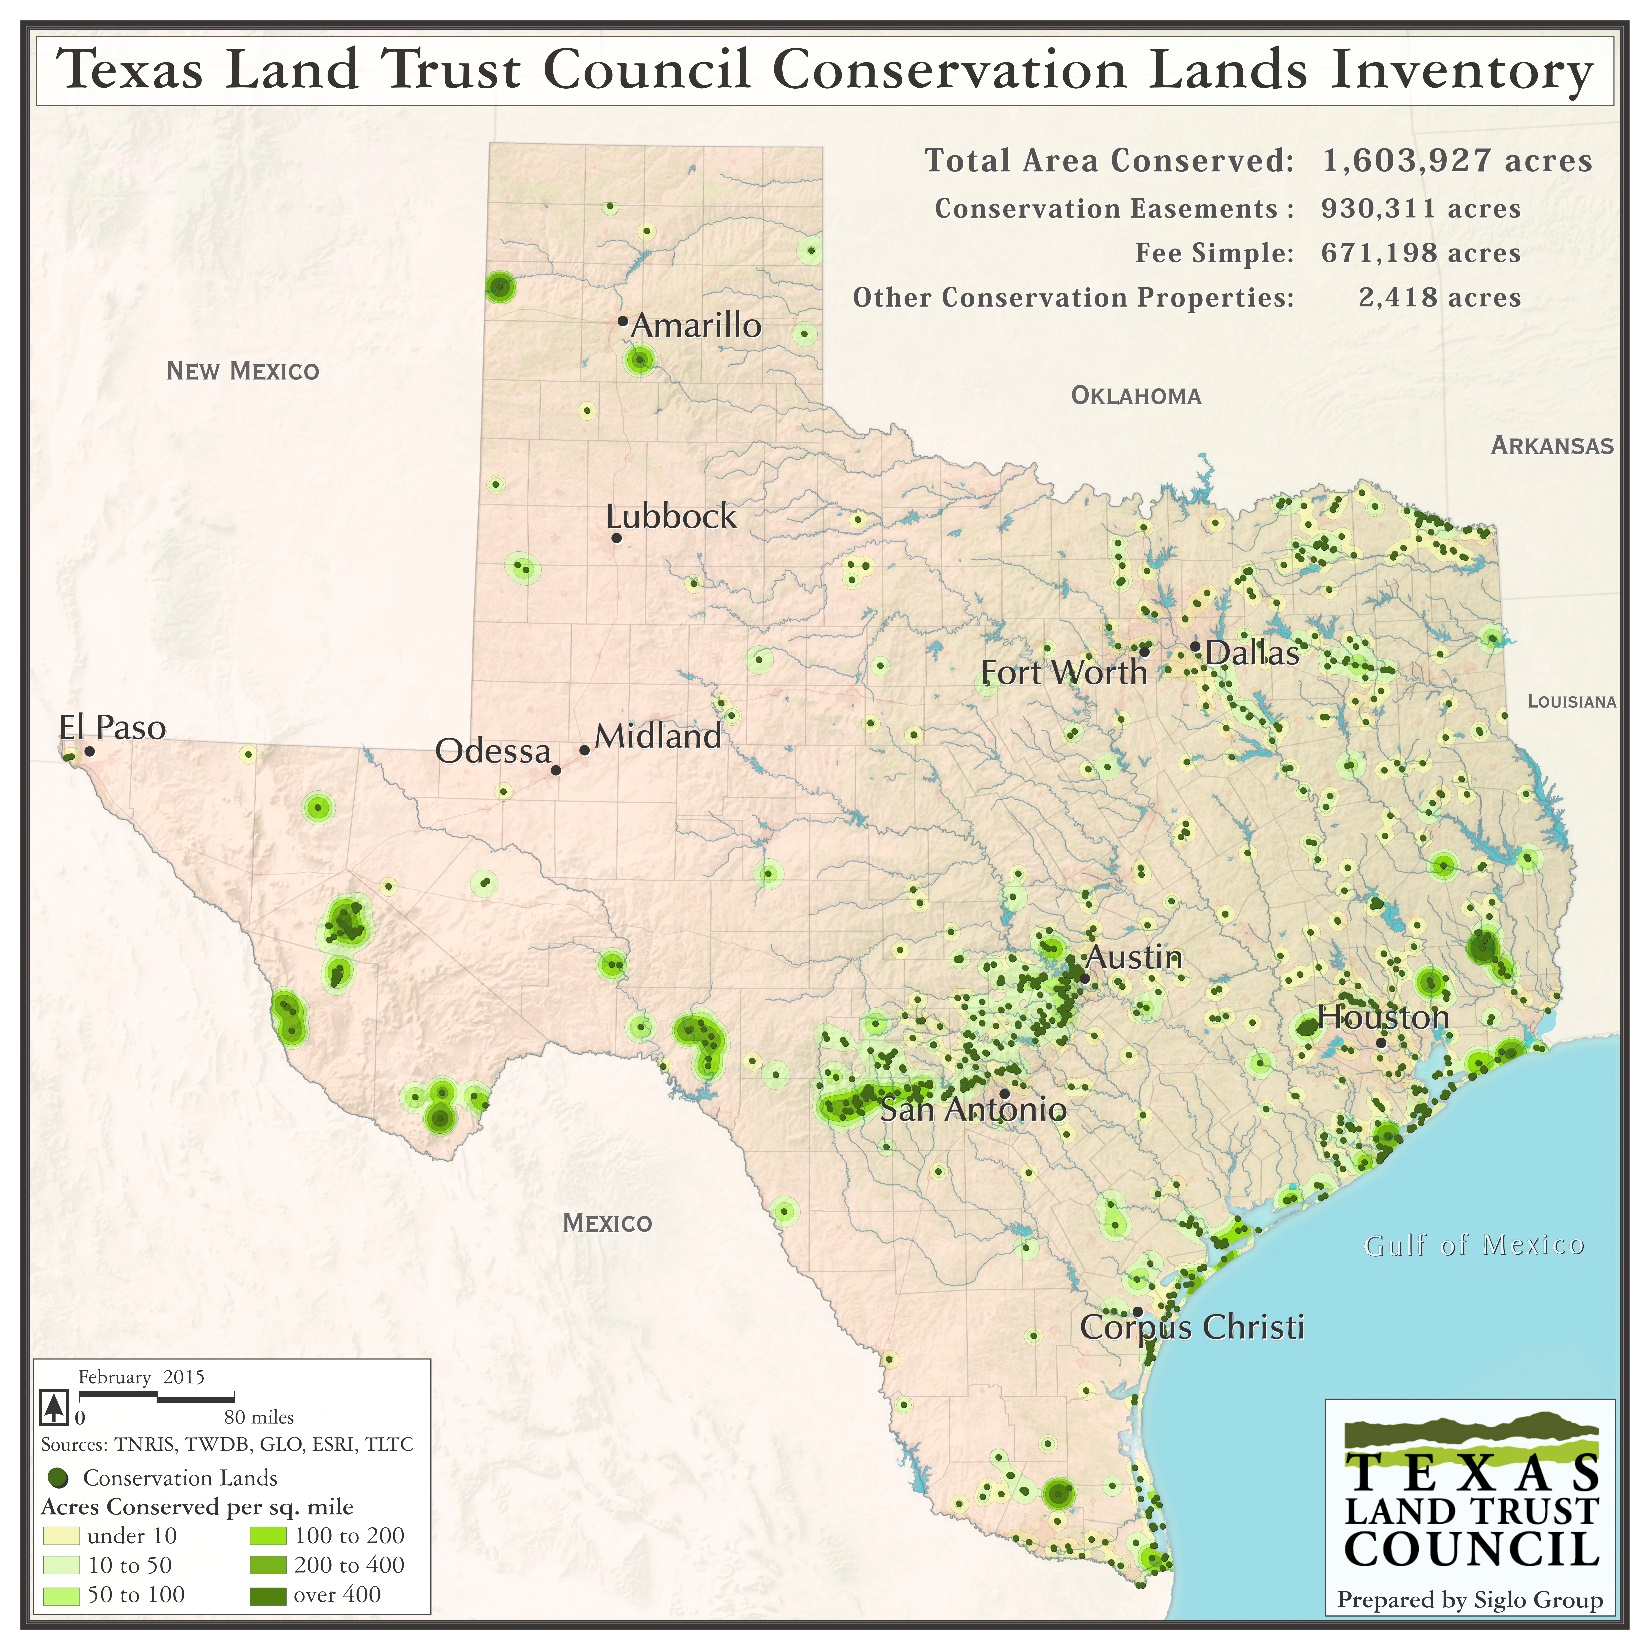 Texas Land Trust Council Conservation Lands Inventory
Total Area Conserved: 1,603,927 acres
Conservation Easements : 930,311 acres
Fee Simple: 671,198 acres
Other Conservation Properties: 2,418 acres
Amarillo
NEW MEXICO
OKLAHOMA
ARKANSAS
Lubbock
Fort Worth
Dallas
LOUISIANA
El Paso
Odessa
Midland
Austin
Houston
San Antonio
MEXICO
Gulf of Mexico
Corpus Christi
February 2015
0 80 miles
Sources: TNRIS, TWDB, GLO, ESRI, TLTC
Conservation Lands
Acres Conserved per sq. mile
under 10 100 to 200
10 to 50 200 to 400
50 to 100 over 400
TEXAS
LAND TRUST
COUNCIL
Prepared by Siglo Group